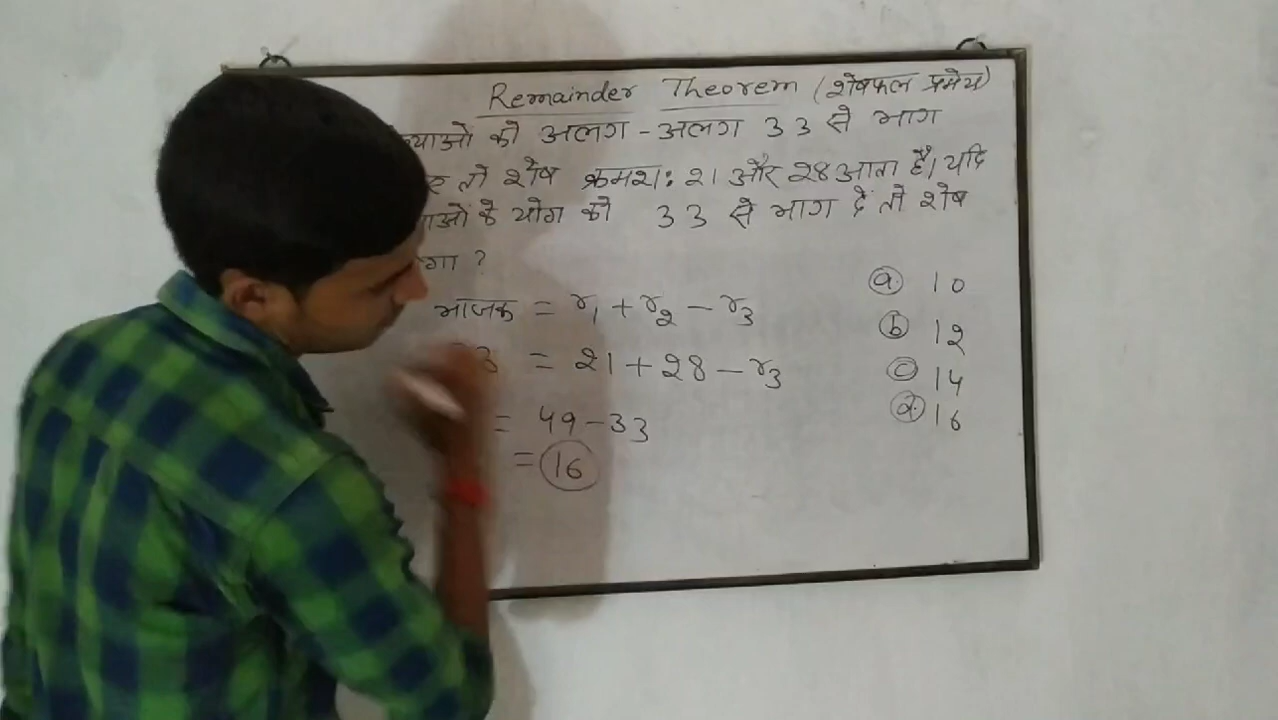 Remainder Theorem (शेषफल प्रमेय)
को अलग - अलग 33 से भाग
तो शेष क्रमश: 21 और 28 आता है। यदि
के योग को 33 से भाग दें तो शेष
?
भाजक = r₁ + r₂ - r₃
3 = 21 + 28 - r₃
= 49 - 33
= 16
(a) 10
(b) 12
(c) 14
(d) 16